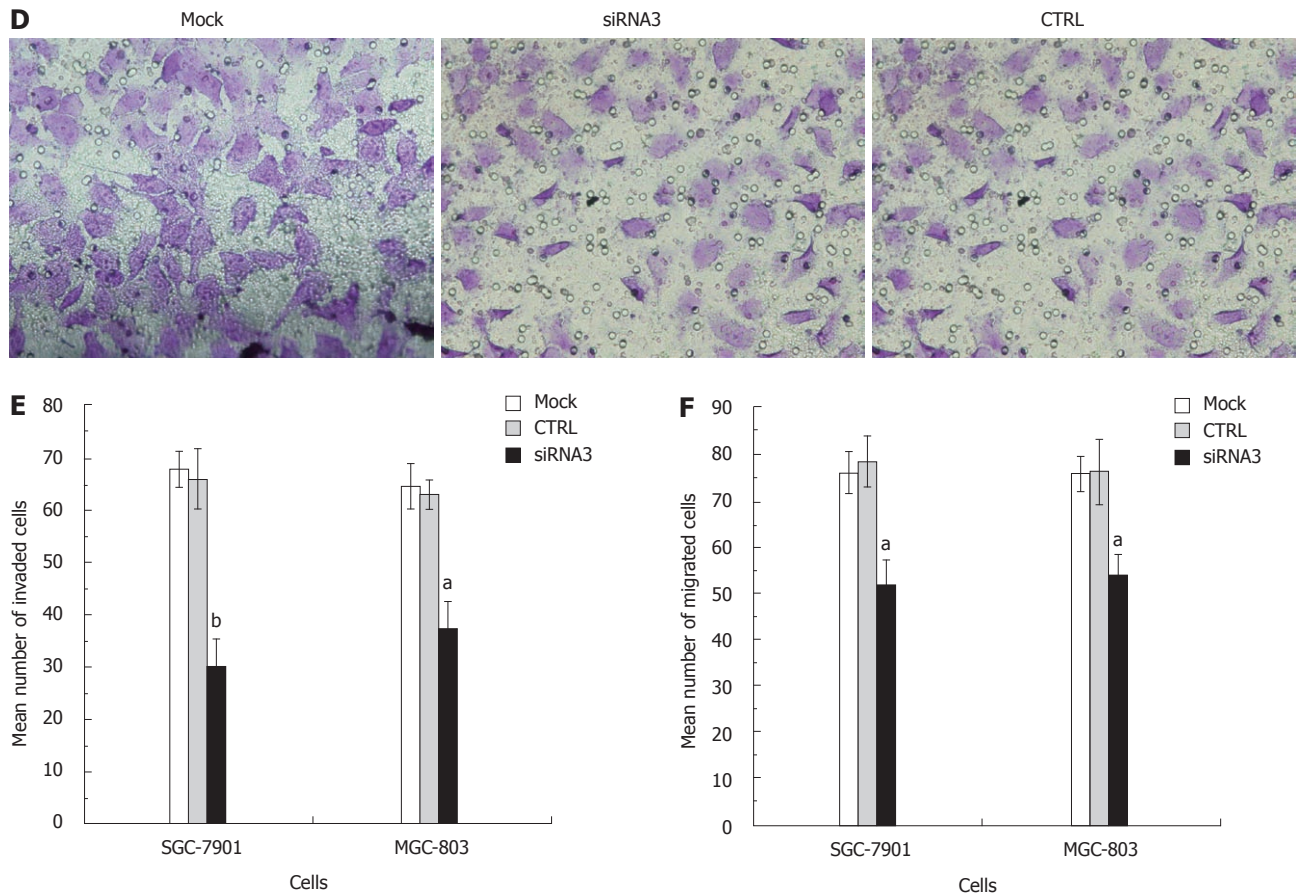 D
Mock
siRNA3
CTRL
E
Mean number of invaded cells
80
70
60
50
40
30
20
10
0
b
a
Mock
CTRL
siRNA3
SGC-7901
MGC-803
Cells
F
Mean number of migrated cells
90
80
70
60
50
40
30
20
10
0
a
a
Mock
CTRL
siRNA3
SGC-7901
MGC-803
Cells